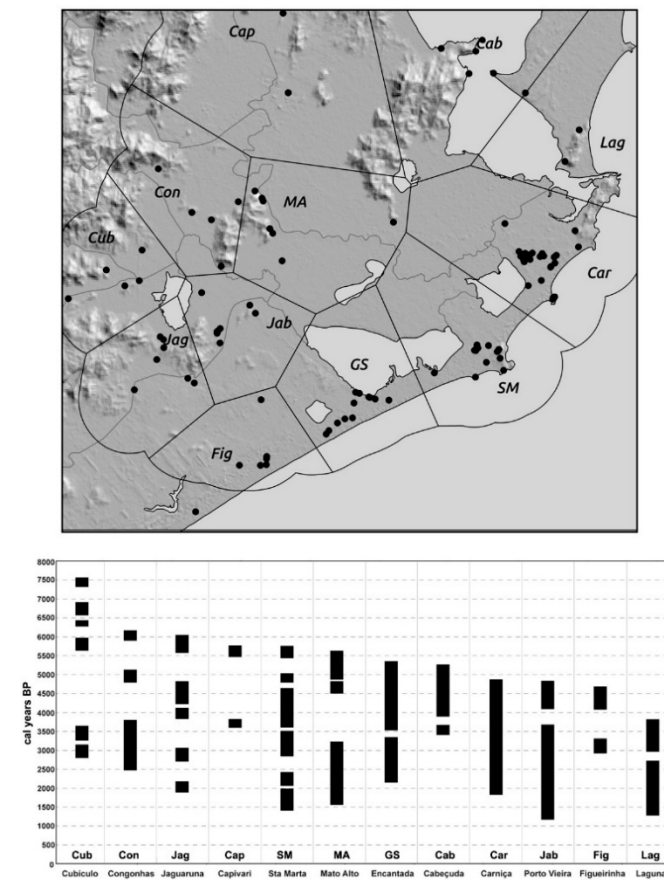 Cap
Cab
Lag
Con
MA
Cub
Car
Jab
Jag
GS
SM
Fig
8000
7500
7000
6500
6000
5500
5000
4500
4000
3500
3000
2500
2000
1500
1000
500
0
cal years BP
Cub Con Jag Cap SM MA GS Cab Car Jab Fig Lag
Cubículo Congonhas Jaguaruna Capivari Sta Marta Mato Alto Encantada Cabeçuda Carniça Porto Vieira Figueirinha Laguna